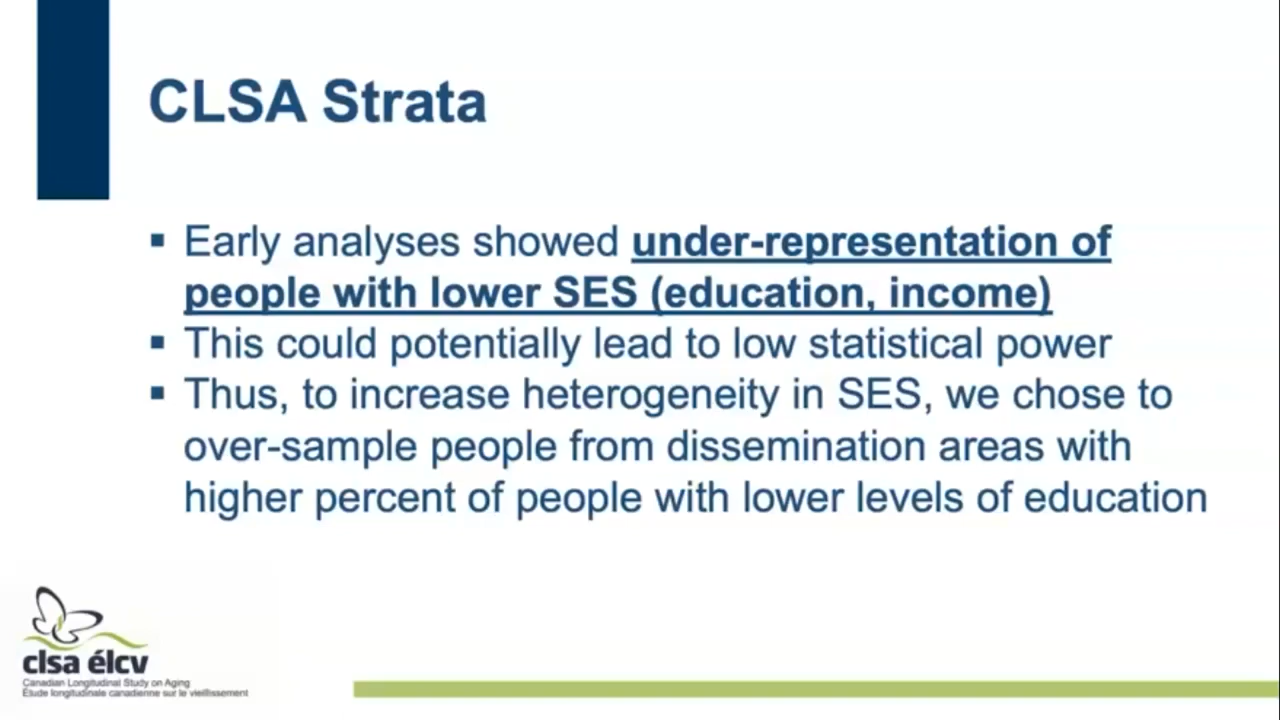 CLSA Strata
▪ Early analyses showed under-representation of
people with lower SES (education, income)
▪ This could potentially lead to low statistical power
▪ Thus, to increase heterogeneity in SES, we chose to
over-sample people from dissemination areas with
higher percent of people with lower levels of education
clsa élcv
Canadian Longitudinal Study on Aging
Étude longitudinale canadienne sur le vieillissement